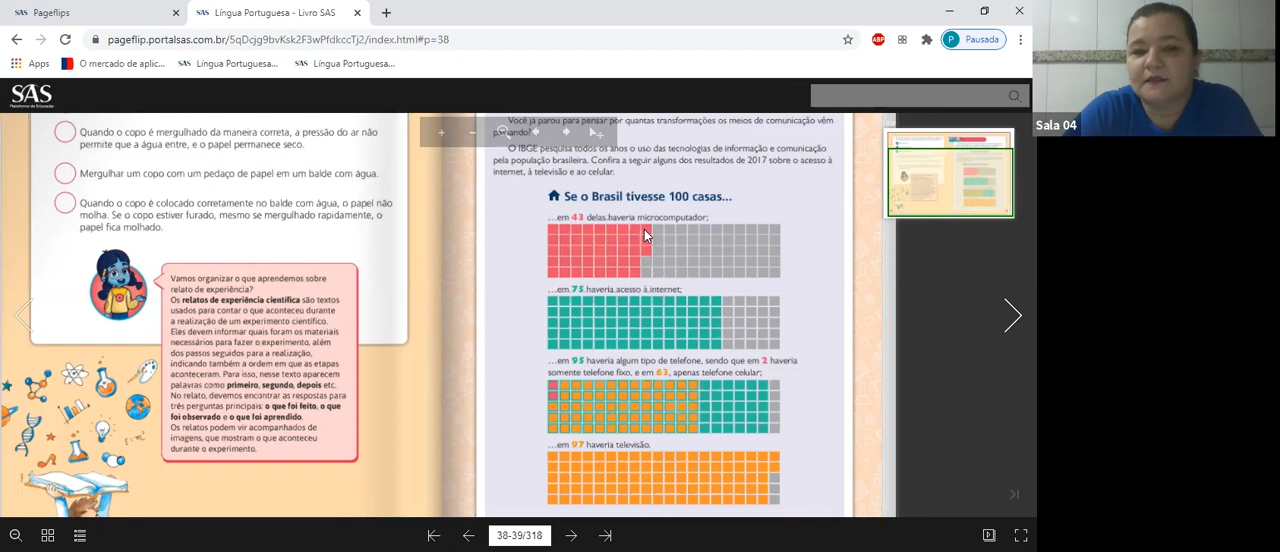 SAS Pageflips
SAS Língua Portuguesa - Livro SAS
pageflip.portalsas.com.br/5qDcjg9bvKsk2F3wPfdkccTj2/index.html#p=38
ABP
P Pausada
Apps
O mercado de aplic...
SAS Língua Portuguesa...
SAS Língua Portuguesa...
SAS
Plataforma de Educação
Sala 04
Quando o copo é mergulhado da maneira correta, a pressão do ar não
permite que a água entre, e o papel permanece seco.
Mergulhar um copo com um pedaço de papel em um balde com água.
Quando o copo é colocado corretamente no balde com água, o papel não
molha. Se o copo estiver furado, mesmo se mergulhado rapidamente, o
papel fica molhado.
Vamos organizar o que aprendemos sobre
relato de experiência?
Os relatos de experiência científica são textos
usados para contar o que aconteceu durante
a realização de um experimento científico.
Eles devem informar quais foram os materiais
necessários para fazer o experimento, além
dos passos seguidos para a realização,
indicando também a ordem em que as etapas
aconteceram. Para isso, nesse texto aparecem
palavras como primeiro, segundo, depois etc.
No relato, devemos encontrar as respostas para
três perguntas principais: o que foi feito, o que
foi observado e o que foi aprendido.
Os relatos podem vir acompanhados de
imagens, que mostram o que aconteceu
durante o experimento.
Você já parou para pensar por quantas transformações os meios de comunicação vêm
passando?
O IBGE pesquisa todos os anos o uso das tecnologias de informação e comunicação
pela população brasileira. Confira a seguir alguns dos resultados de 2017 sobre o acesso à
internet, à televisão e ao celular.
Se o Brasil tivesse 100 casas...
...em 43 delas haveria microcomputador;
...em 75 haveria acesso à internet;
...em 95 haveria algum tipo de telefone, sendo que em 2 haveria
somente telefone fixo, e em 63, apenas telefone celular;
...em 97 haveria televisão.
38-39/318